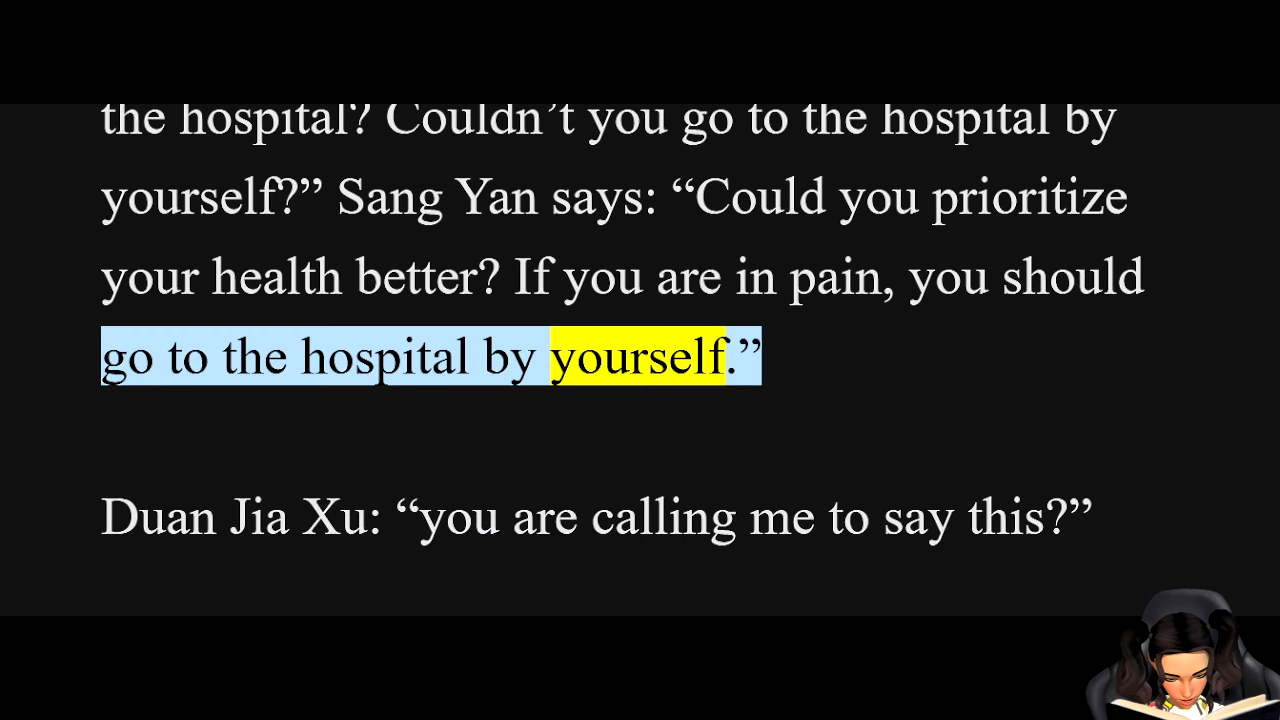 the hospital? Couldn’t you go to the hospital by
yourself?” Sang Yan says: “Could you prioritize
your health better? If you are in pain, you should
go to the hospital by yourself.”
Duan Jia Xu: “you are calling me to say this?”